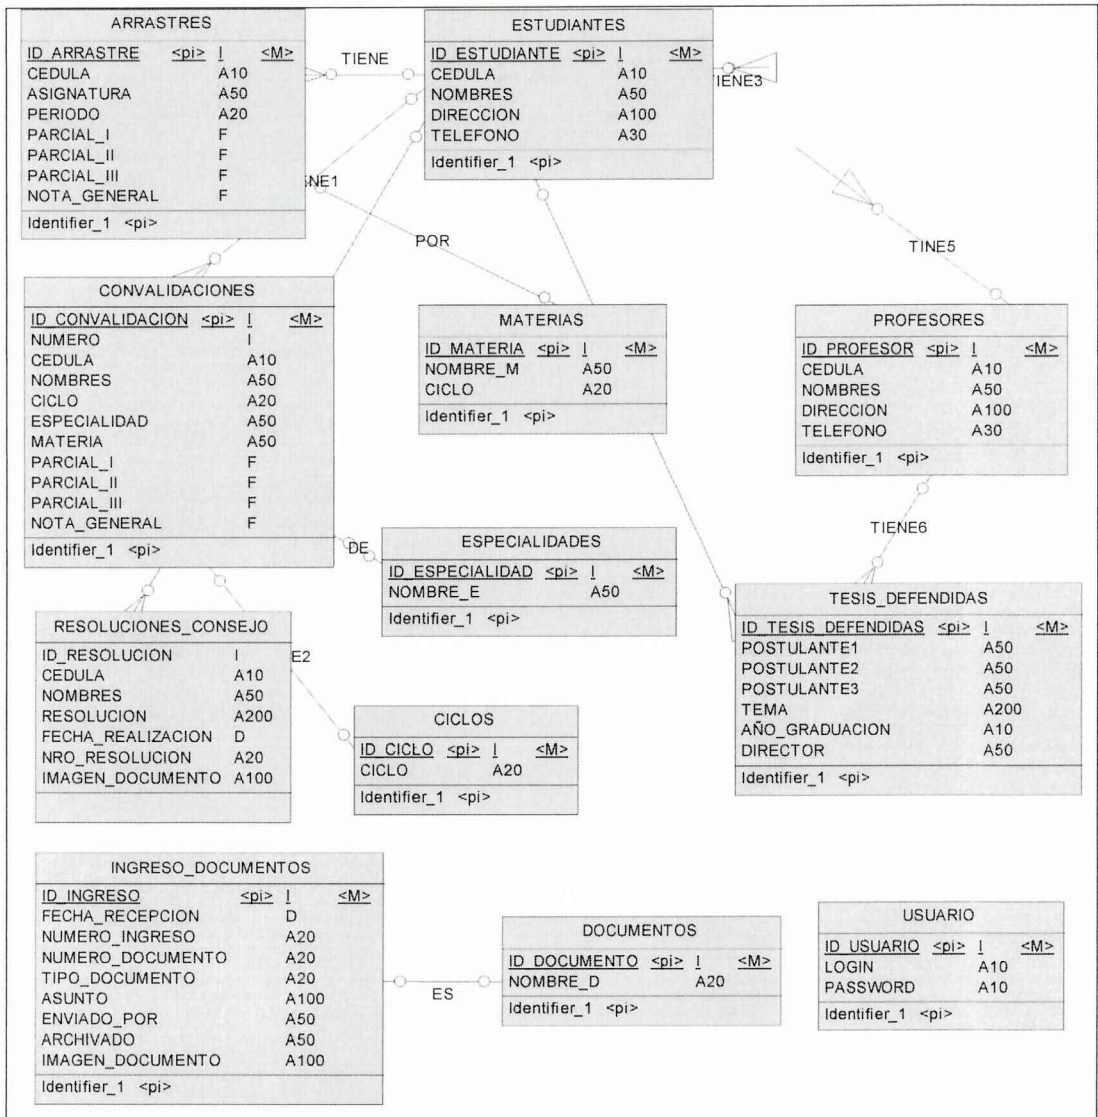 ARRASTRES
ID_ARRASTRE <pi> I <M>
CEDULA A10
ASIGNATURA A50
PERIODO A20
PARCIAL_I F
PARCIAL_II F
PARCIAL_III F
NOTA_GENERAL F
Identifier_1 <pi>
TIENE
ESTUDIANTES
ID_ESTUDIANTE <pi> I <M>
CEDULA A10
NOMBRES A50
DIRECCION A100
TELEFONO A30
Identifier_1 <pi>
TIENE3
NE1
POR
TINE5
CONVALIDACIONES
ID_CONVALIDACION <pi> I <M>
NUMERO I
CEDULA A10
NOMBRES A50
CICLO A20
ESPECIALIDAD A50
MATERIA A50
PARCIAL_I F
PARCIAL_II F
PARCIAL_III F
NOTA_GENERAL F
Identifier_1 <pi>
MATERIAS
ID_MATERIA <pi> I <M>
NOMBRE_M A50
CICLO A20
Identifier_1 <pi>
PROFESORES
ID_PROFESOR <pi> I <M>
CEDULA A10
NOMBRES A50
DIRECCION A100
TELEFONO A30
Identifier_1 <pi>
TIENE6
DE
ESPECIALIDADES
ID_ESPECIALIDAD <pi> I <M>
NOMBRE_E A50
Identifier_1 <pi>
TESIS_DEFENDIDAS
ID_TESIS_DEFENDIDAS <pi> I <M>
POSTULANTE1 A50
POSTULANTE2 A50
POSTULANTE3 A50
TEMA A200
AÑO_GRADUACION A10
DIRECTOR A50
Identifier_1 <pi>
RESOLUCIONES_CONSEJO
ID_RESOLUCION I
CEDULA A10
NOMBRES A50
RESOLUCION A200
FECHA_REALIZACION D
NRO_RESOLUCION A20
IMAGEN_DOCUMENTO A100
E2
CICLOS
ID_CICLO <pi> I <M>
CICLO A20
Identifier_1 <pi>
INGRESO_DOCUMENTOS
ID_INGRESO <pi> I <M>
FECHA_RECEPCION D
NUMERO_INGRESO A20
NUMERO_DOCUMENTO A20
TIPO_DOCUMENTO A20
ASUNTO A100
ENVIADO_POR A50
ARCHIVADO A50
IMAGEN_DOCUMENTO A100
Identifier_1 <pi>
ES
DOCUMENTOS
ID_DOCUMENTO <pi> I <M>
NOMBRE_D A20
Identifier_1 <pi>
USUARIO
ID_USUARIO <pi> I <M>
LOGIN A10
PASSWORD A10
Identifier_1 <pi>